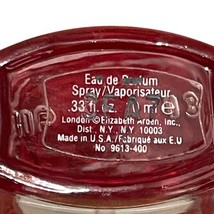 Eau de Parfum
Spray/Vaporisateur
.33 fl. oz. 10 ml e
London © Elizabeth Arden, Inc.,
Dist., N.Y., N.Y. 10003
Made in U.S.A./Fabriqué aux E.U
No 9613-400